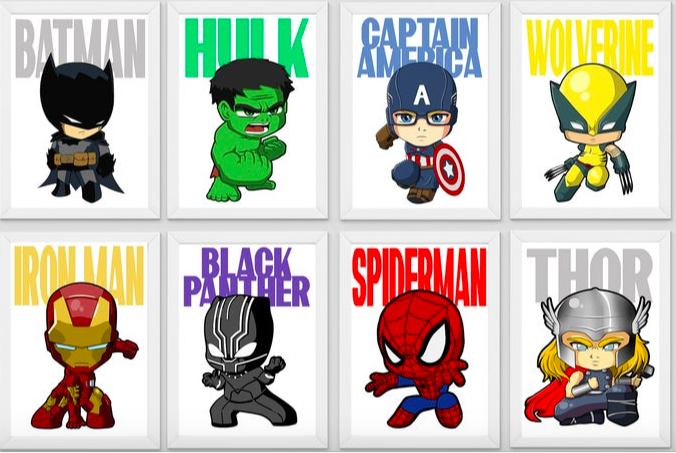 BATMAN
HULK
CAPTAIN
AMERICA
A
WOLVERINE
IRON MAN
BLACK
PANTHER
SPIDERMAN
THOR